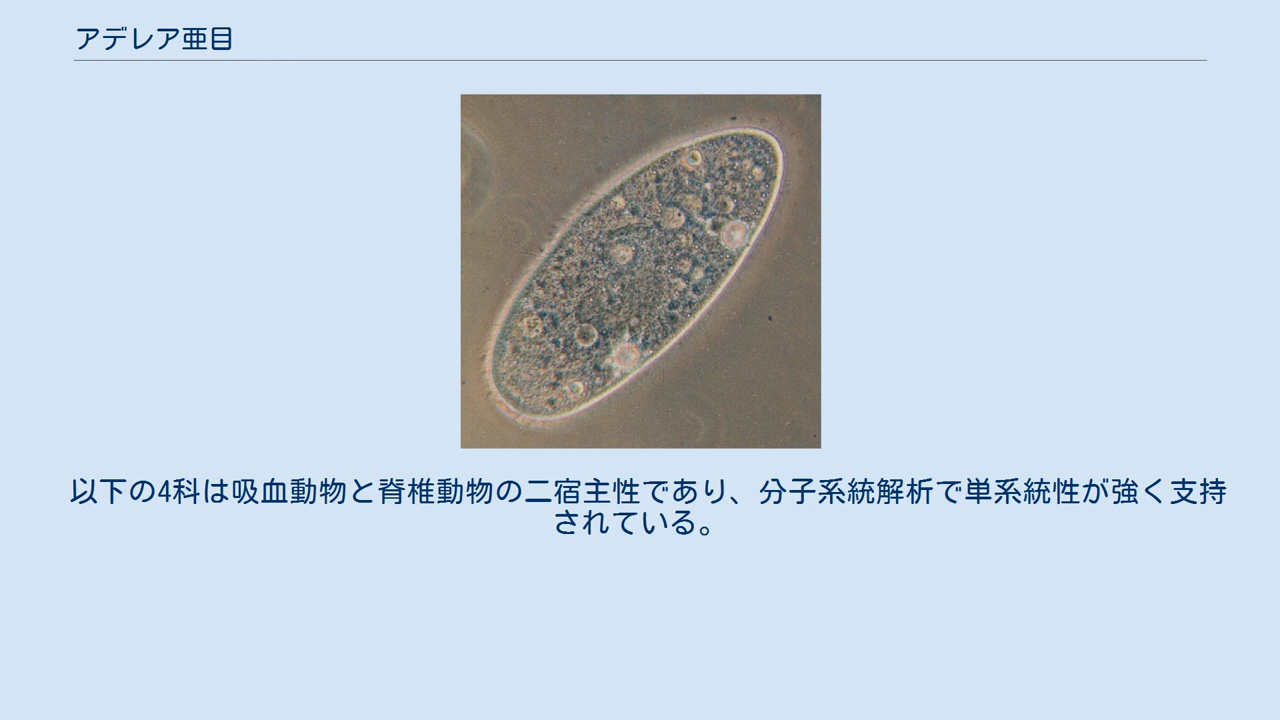 アデレア亜目
以下の4科は吸血動物と脊椎動物の二宿主性であり、分子系統解析で単系統性が強く支持
されている。